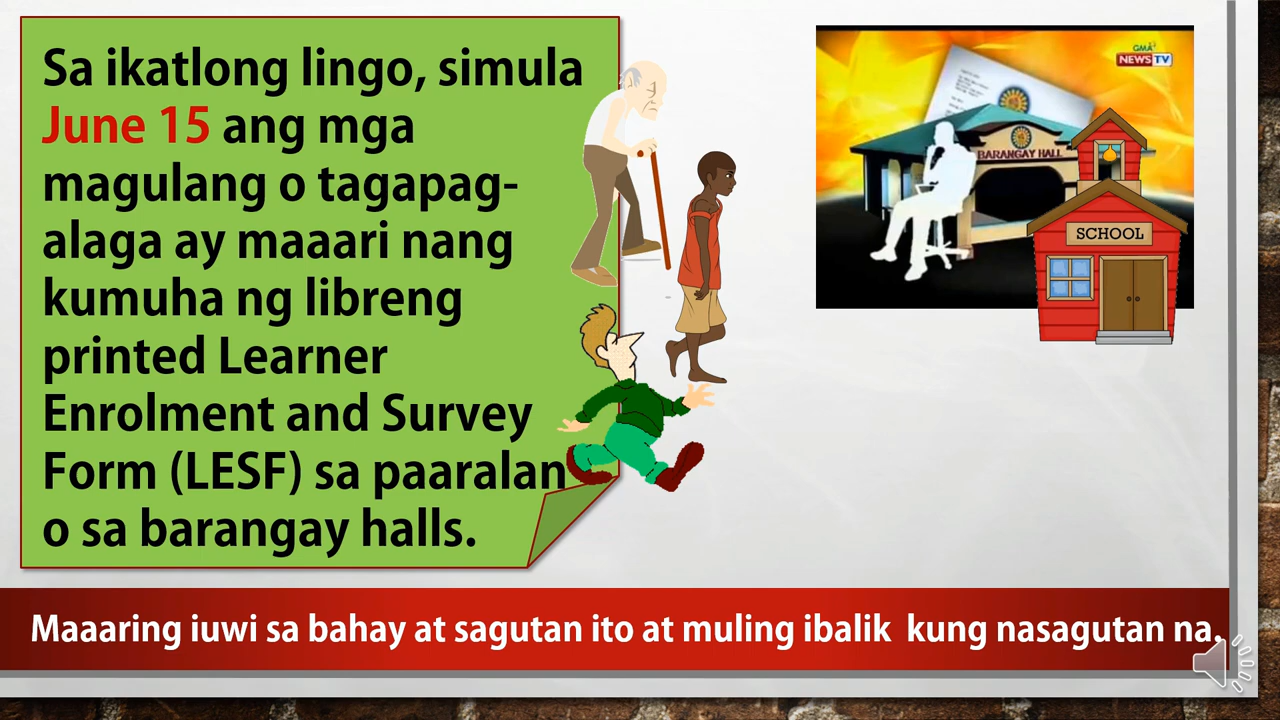 Sa ikatlong lingo, simula
June 15 ang mga
magulang o tagapag-
alaga ay maaari nang
kumuha ng libreng
printed Learner
Enrolment and Survey
Form (LESF) sa paaralan
o sa barangay halls.
GMA
NEWS TV
BARANGAY HALL
SCHOOL
Maaaring iuwi sa bahay at sagutan ito at muling ibalik kung nasagutan na.